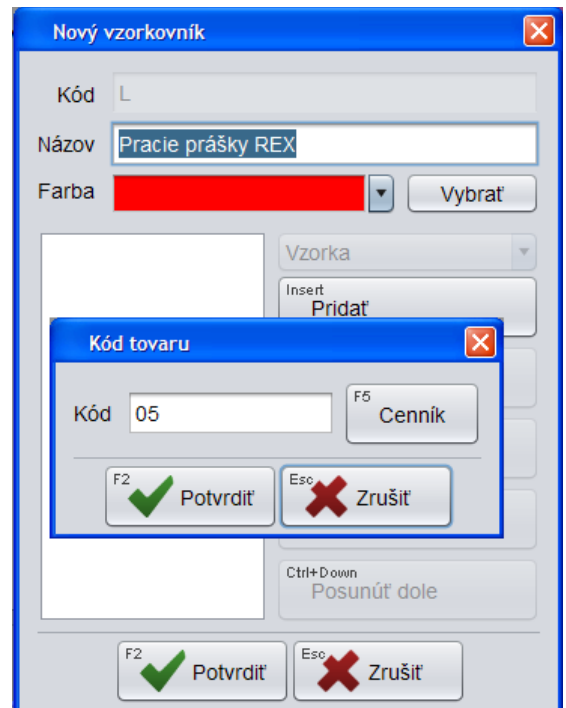 Nový vzorkovník
Kód L
Názov Pracie prášky REX
Farba Vybrať
Vzorka
Insert
Pridať
Kód tovaru
Kód 05 F5 Cenník
F2 Potvrdiť Esc Zrušiť
Ctrl+Down
Posunúť dole
F2 Potvrdiť Esc Zrušiť